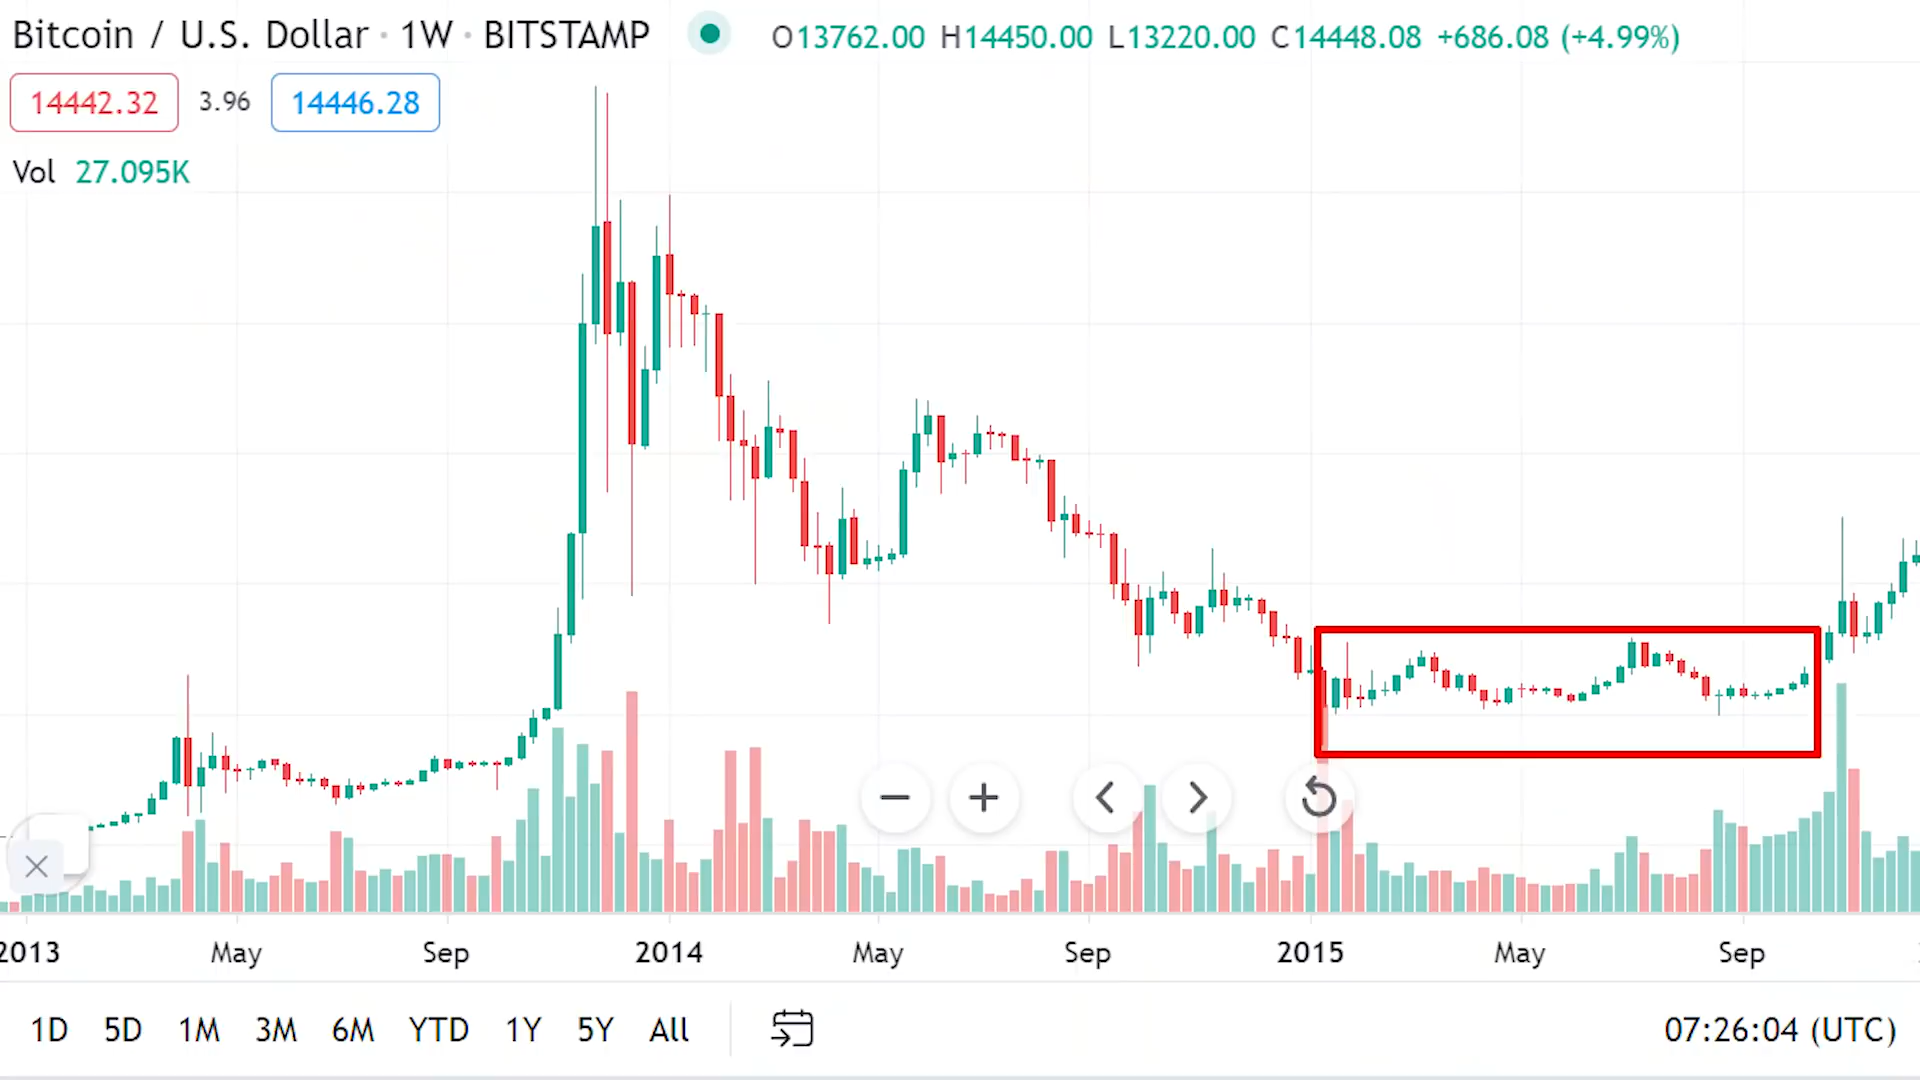 Bitcoin / U.S. Dollar · 1W · BITSTAMP O13762.00 H14450.00 L13220.00 C14448.08 +686.08 (+4.99%)
14442.32 3.96 14446.28
Vol 27.095K
2013 May Sep 2014 May Sep 2015 May Sep
1D 5D 1M 3M 6M YTD 1Y 5Y All 07:26:04 (UTC)